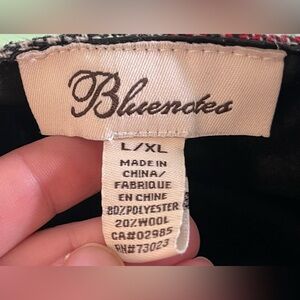 Bluenotes
L/XL
MADE IN
CHINA/
FABRIQUE
EN CHINE
80%POLYESTER
20%WOOL
CA#02985
RN#73023